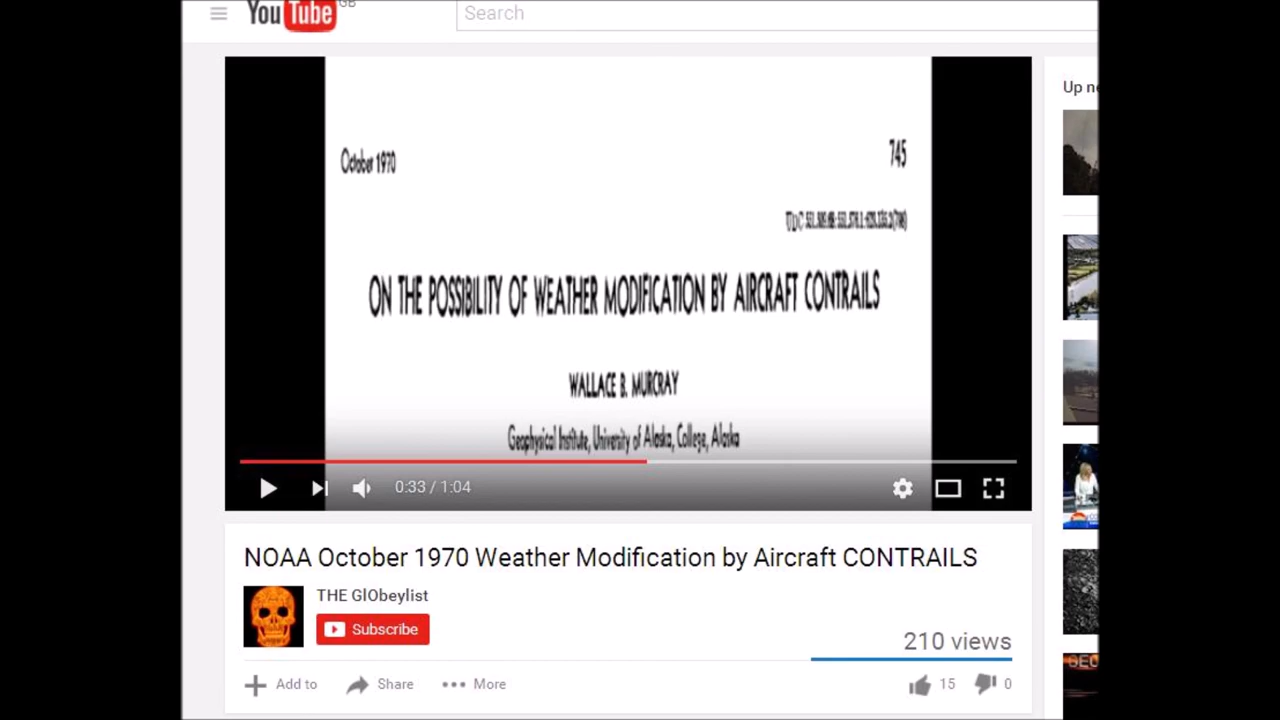 YouTube GB
Search
Up ne
October 1970
745
ON THE POSSIBILITY OF WEATHER MODIFICATION BY AIRCRAFT CONTRAILS
WALLACE B. MURCRAY
Geophysical Institute, University of Alaska, College, Alaska
0:33 / 1:04
NOAA October 1970 Weather Modification by Aircraft CONTRAILS
THE GlObeylist
Subscribe
210 views
Add to
Share
More
15
0